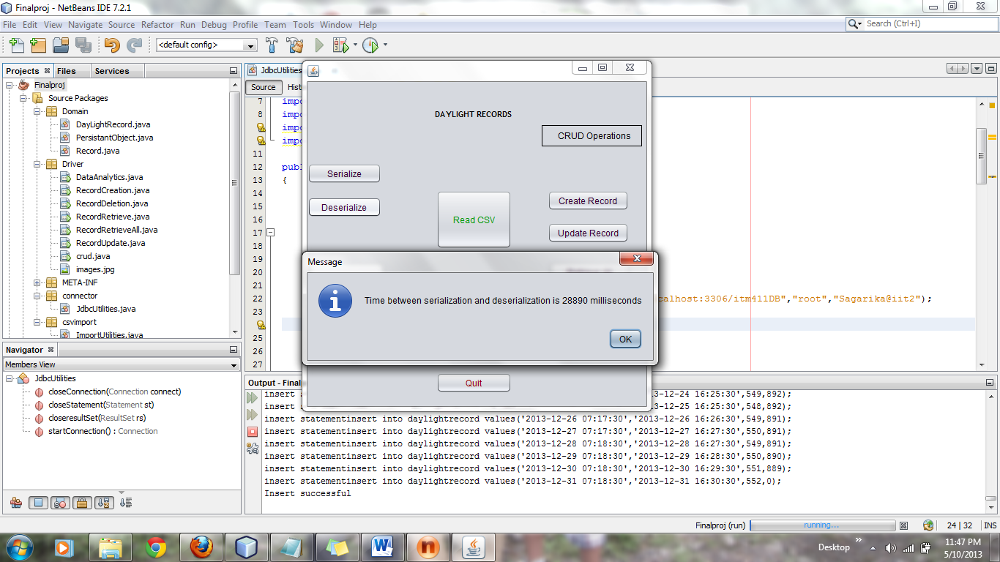 Finalproj - NetBeans IDE 7.2.1
File Edit View Navigate Source Refactor Run Debug Profile Team Tools Window Help
Search (Ctrl+I)
<default config>
Projects Files Services
Finalproj
Source Packages
Domain
DayLightRecord.java
PersistantObject.java
Record.java
Driver
DataAnalytics.java
RecordCreation.java
RecordDeletion.java
RecordRetrieve.java
RecordRetrieveAll.java
RecordUpdate.java
crud.java
images.jpg
META-INF
connector
JdbcUtilities.java
csvimport
ImportUtilities.java
Navigator
Members View
JdbcUtilities
closeConnection(Connection connect)
closeStatement(Statement st)
closeresultSet(ResultSet rs)
startConnection() : Connection
JdbcUtilities
Source Hist
7 impo
8 impo
impo
impo
11
12 publ
13 {
14
15
16
17
18
19
20
21
22 calhost:3306/itm411DB","root","Sagarika@iit2");
23
25
26
27
DAYLIGHT RECORDS
CRUD Operations
Serialize
Deserialize
Read CSV
Create Record
Update Record
Message
Time between serialization and deserialization is 28890 milliseconds
OK
Quit
Output - Final
insert s 013-12-24 16:25:30',549,892);
insert s 013-12-25 16:25:30',548,892);
insert statementinsert into daylightrecord values('2013-12-26 07:17:30','2013-12-26 16:26:30',549,891);
insert statementinsert into daylightrecord values('2013-12-27 07:17:30','2013-12-27 16:27:30',550,891);
insert statementinsert into daylightrecord values('2013-12-28 07:18:30','2013-12-28 16:27:30',549,891);
insert statementinsert into daylightrecord values('2013-12-29 07:18:30','2013-12-29 16:28:30',550,890);
insert statementinsert into daylightrecord values('2013-12-30 07:18:30','2013-12-30 16:29:30',551,889);
insert statementinsert into daylightrecord values('2013-12-31 07:18:30','2013-12-31 16:30:30',552,0);
Insert successful
Finalproj (run) running... 24 | 32 INS
Desktop
11:47 PM
5/10/2013